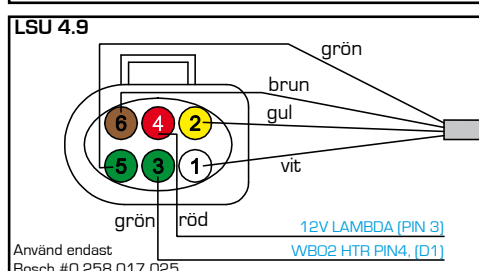 LSU 4.9
grön
brun
gul
6 4 2
5 3 1
vit
grön röd
12V LAMBDA (PIN 3)
WBO2 HTR PIN4, (D1)
Använd endast
Bosch #0 258 017 025